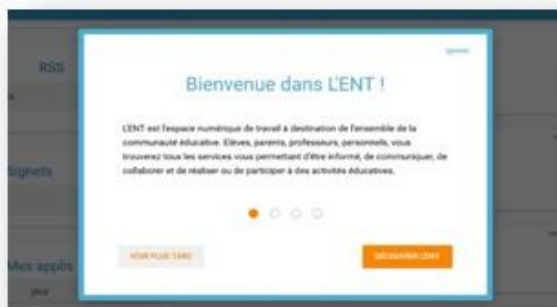 Ignorer
RSS
Bienvenue dans L'ENT !
L'ENT est l'espace numérique de travail à destination de l'ensemble de la
communauté éducative. Elèves, parents, professeurs, personnels, vous
trouverez tous les services vous permettant d'être informé, de communiquer, de
collaborer et de réaliser ou de participer à des activités éducatives.
Signets
VOIR PLUS TARD
DÉCOUVRIR L'ENT
Mes applis
plus